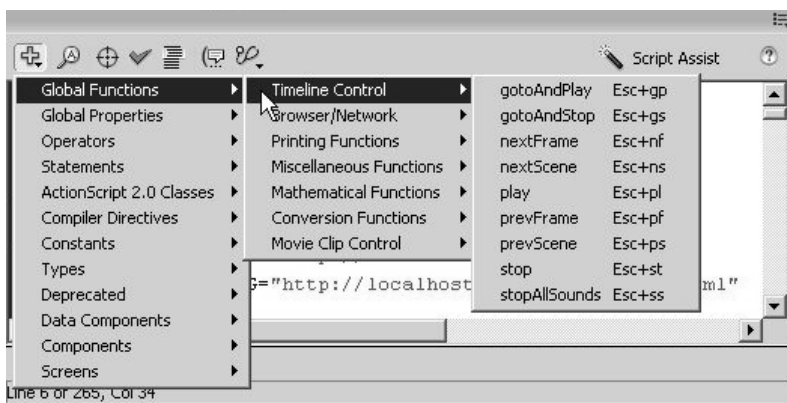 Script Assist
Global Functions
Global Properties
Operators
Statements
ActionScript 2.0 Classes
Compiler Directives
Constants
Types
Deprecated
Data Components
Components
Screens
Timeline Control
Browser/Network
Printing Functions
Miscellaneous Functions
Mathematical Functions
Conversion Functions
Movie Clip Control
gotoAndPlay Esc+gp
gotoAndStop Esc+gs
nextFrame Esc+nf
nextScene Esc+ns
play Esc+pl
prevFrame Esc+pf
prevScene Esc+ps
stop Esc+st
stopAllSounds Esc+ss
G="http://localhost ml"
Line 6 of 265, Col 34